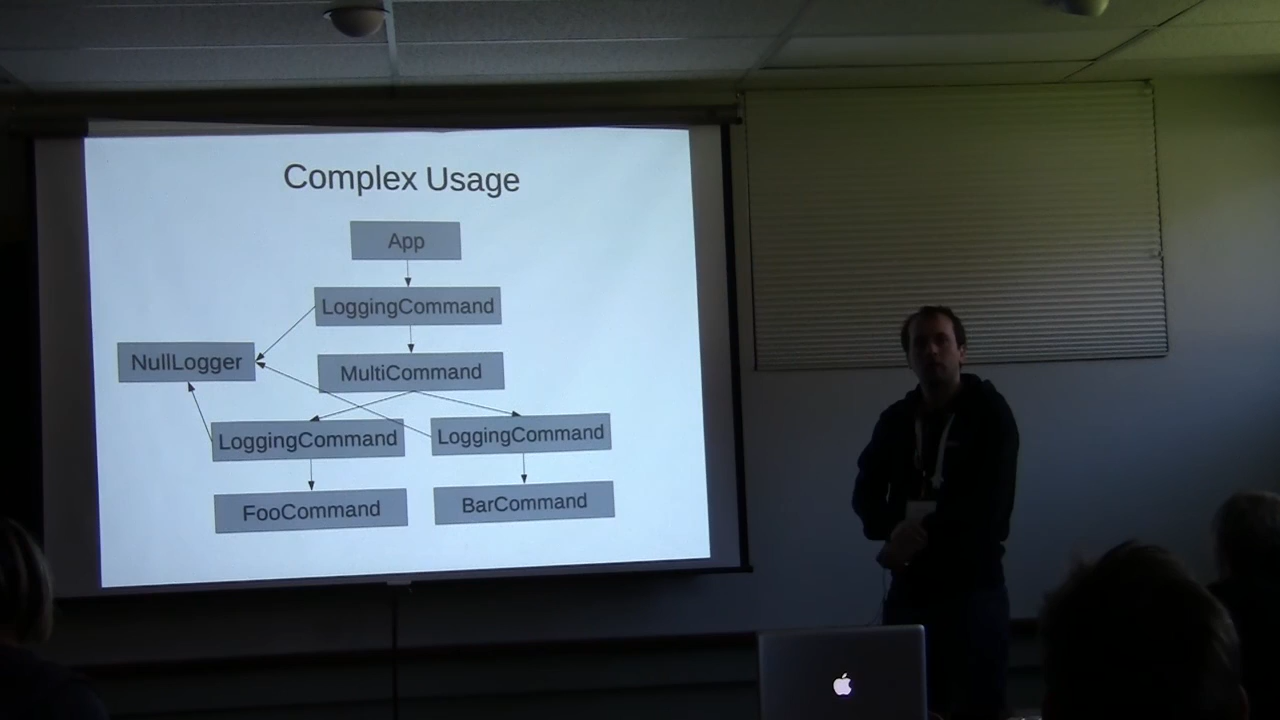 Complex Usage
App
LoggingCommand
NullLogger
MultiCommand
LoggingCommand
LoggingCommand
FooCommand
BarCommand